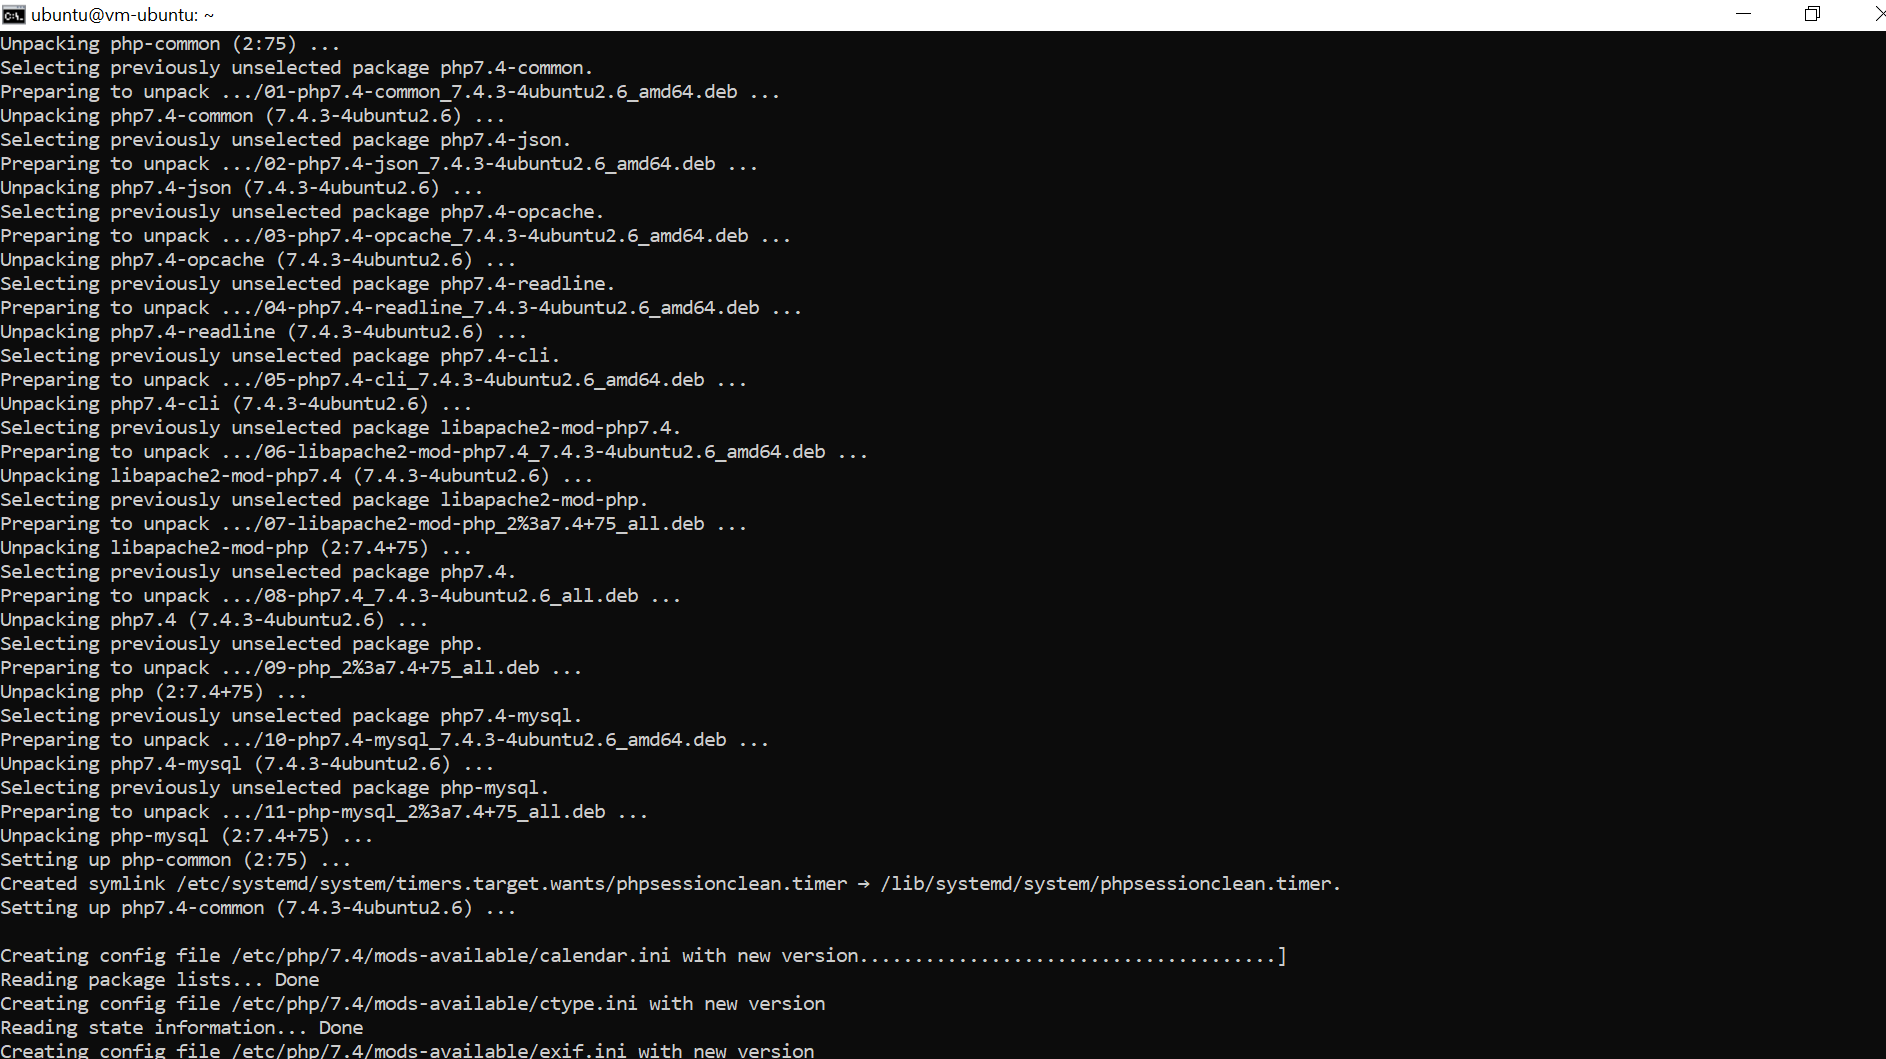 ubuntu@vm-ubuntu: ~
Unpacking php-common (2:75) ...
Selecting previously unselected package php7.4-common.
Preparing to unpack .../01-php7.4-common_7.4.3-4ubuntu2.6_amd64.deb ...
Unpacking php7.4-common (7.4.3-4ubuntu2.6) ...
Selecting previously unselected package php7.4-json.
Preparing to unpack .../02-php7.4-json_7.4.3-4ubuntu2.6_amd64.deb ...
Unpacking php7.4-json (7.4.3-4ubuntu2.6) ...
Selecting previously unselected package php7.4-opcache.
Preparing to unpack .../03-php7.4-opcache_7.4.3-4ubuntu2.6_amd64.deb ...
Unpacking php7.4-opcache (7.4.3-4ubuntu2.6) ...
Selecting previously unselected package php7.4-readline.
Preparing to unpack .../04-php7.4-readline_7.4.3-4ubuntu2.6_amd64.deb ...
Unpacking php7.4-readline (7.4.3-4ubuntu2.6) ...
Selecting previously unselected package php7.4-cli.
Preparing to unpack .../05-php7.4-cli_7.4.3-4ubuntu2.6_amd64.deb ...
Unpacking php7.4-cli (7.4.3-4ubuntu2.6) ...
Selecting previously unselected package libapache2-mod-php7.4.
Preparing to unpack .../06-libapache2-mod-php7.4_7.4.3-4ubuntu2.6_amd64.deb ...
Unpacking libapache2-mod-php7.4 (7.4.3-4ubuntu2.6) ...
Selecting previously unselected package libapache2-mod-php.
Preparing to unpack .../07-libapache2-mod-php_2%3a7.4+75_all.deb ...
Unpacking libapache2-mod-php (2:7.4+75) ...
Selecting previously unselected package php7.4.
Preparing to unpack .../08-php7.4_7.4.3-4ubuntu2.6_all.deb ...
Unpacking php7.4 (7.4.3-4ubuntu2.6) ...
Selecting previously unselected package php.
Preparing to unpack .../09-php_2%3a7.4+75_all.deb ...
Unpacking php (2:7.4+75) ...
Selecting previously unselected package php7.4-mysql.
Preparing to unpack .../10-php7.4-mysql_7.4.3-4ubuntu2.6_amd64.deb ...
Unpacking php7.4-mysql (7.4.3-4ubuntu2.6) ...
Selecting previously unselected package php-mysql.
Preparing to unpack .../11-php-mysql_2%3a7.4+75_all.deb ...
Unpacking php-mysql (2:7.4+75) ...
Setting up php-common (2:75) ...
Created symlink /etc/systemd/system/timers.target.wants/phpsessionclean.timer → /lib/systemd/system/phpsessionclean.timer.
Setting up php7.4-common (7.4.3-4ubuntu2.6) ...
Creating config file /etc/php/7.4/mods-available/calendar.ini with new version......................................]
Reading package lists... Done
Creating config file /etc/php/7.4/mods-available/ctype.ini with new version
Reading state information... Done
Creating config file /etc/php/7.4/mods-available/exif.ini with new version